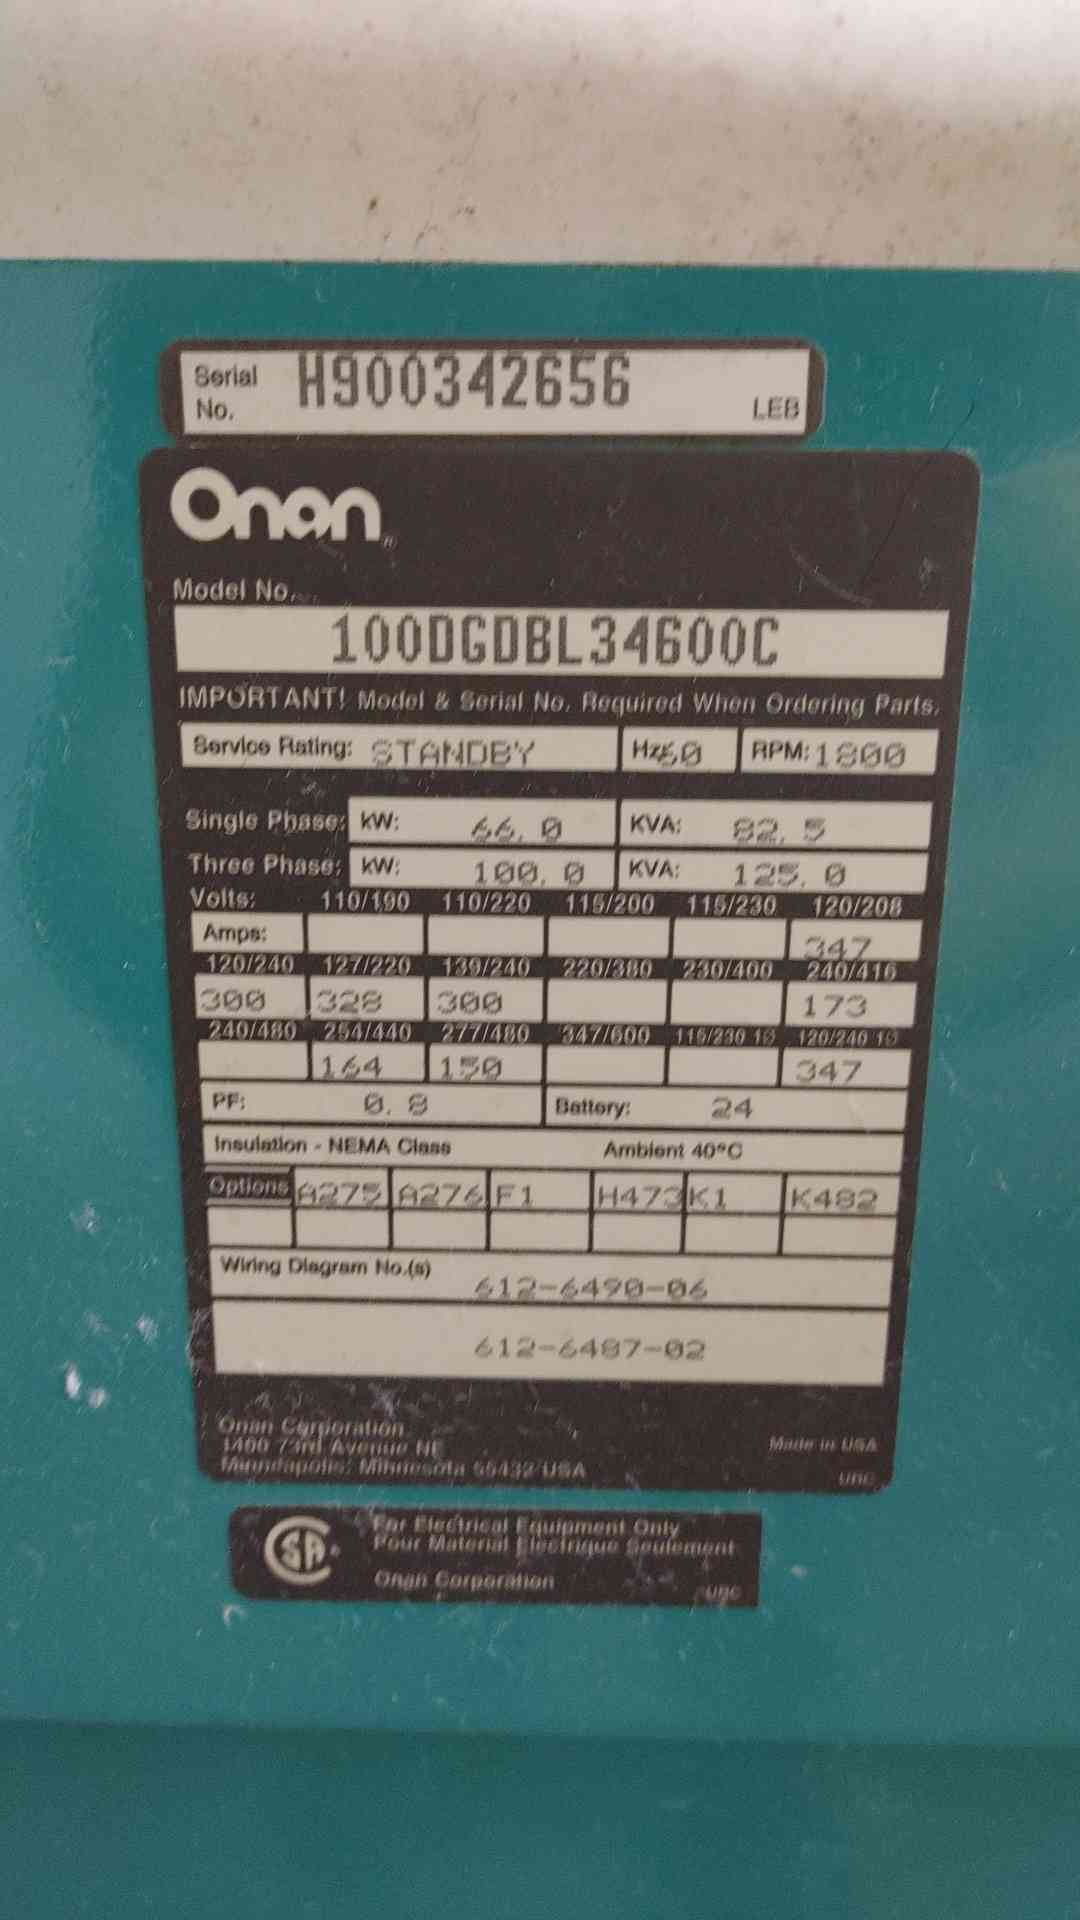 Serial No. H900342656 LEB
Onan®
Model No.
100DGDBL34600C
IMPORTANT! Model & Serial No. Required When Ordering Parts.
Service Rating: STANDBY Hz: 60 RPM: 1800
Single Phase: kW: 66.0 KVA: 82.5
Three Phase: kW: 100.0 KVA: 125.0
Volts: 110/190 110/220 115/200 115/230 120/208
Amps: 347
120/240 127/220 139/240 220/380 230/400 240/416
300 328 300 173
240/480 254/440 277/480 347/600 115/230 1Ø 120/240 1Ø
164 150 347
PF: 0.8 Battery: 24
Insulation - NEMA Class Ambient 40°C
Options A275 A276 F1 H473 K1 K482
Wiring Diagram No.(s) 612-6490-06
612-6487-02
Onan Corporation
1400 73rd Avenue NE Made in USA
Minneapolis, Minnesota 55432 USA
CSA®
For Electrical Equipment Only
Pour Material Electrique Seulement
Onan Corporation